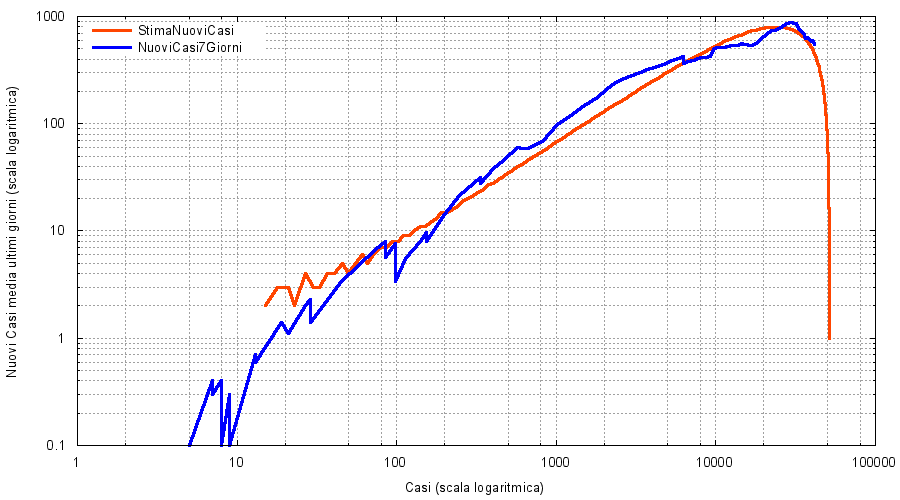 StimaNuoviCasi
NuoviCasi7Giorni
1000
100
10
1
0.1
Nuovi Casi media ultimi giorni (scala logaritmica)
1 10 100 1000 10000 100000
Casi (scala logaritmica)